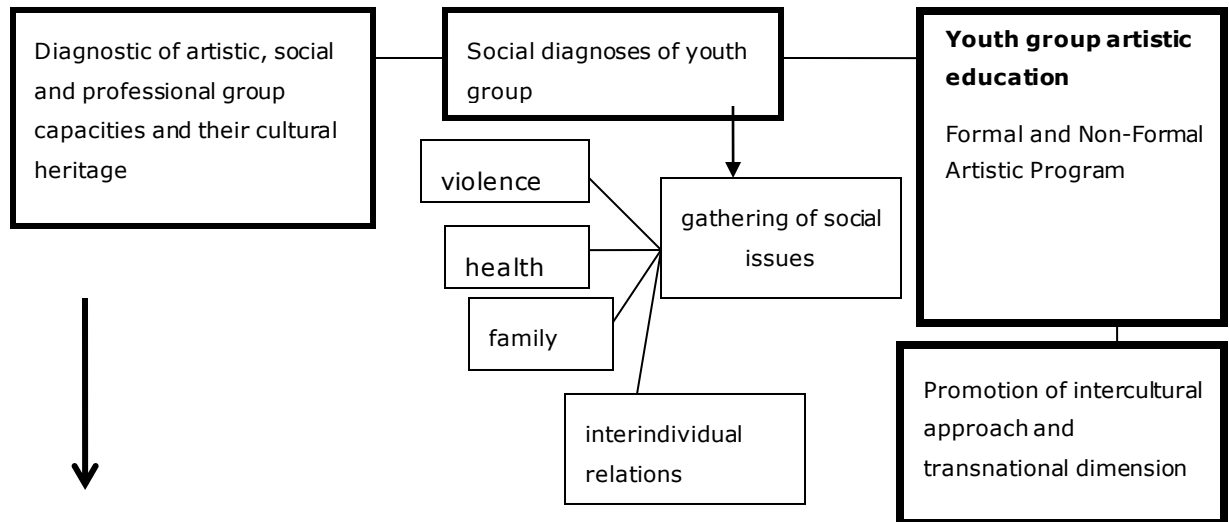 Diagnostic of artistic, social
and professional group
capacities and their cultural
heritage
Social diagnoses of youth
group
Youth group artistic
education
Formal and Non-Formal
Artistic Program
violence
health
family
interindividual
relations
gathering of social
issues
Promotion of intercultural
approach and
transnational dimension